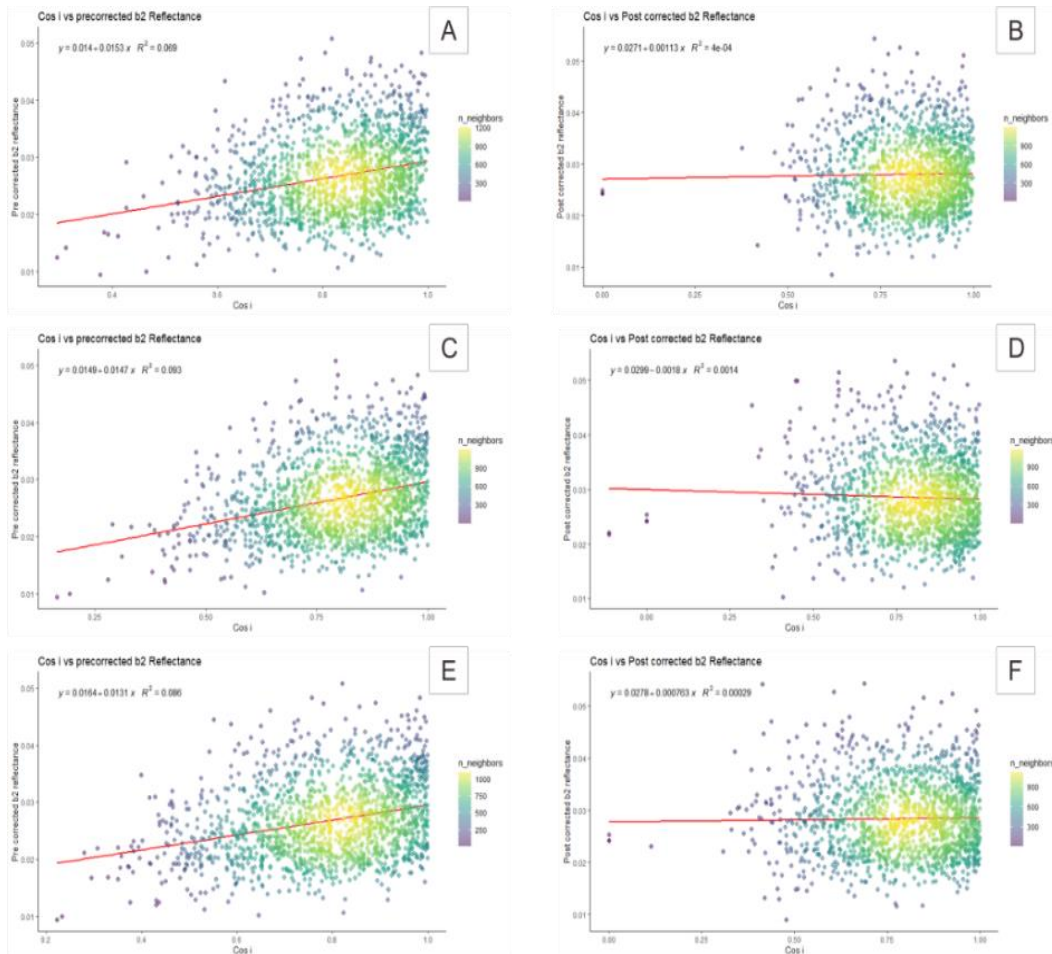 Cos i vs precorrected b2 Reflectance
A
y = 0.014 + 0.0153 x R² = 0.069
Pre corrected b2 reflectance
0.05
0.04
0.03
0.02
0.01
0.4
0.6
0.8
1.0
Cos i
n_neighbors
1200
900
600
300
Cos i vs Post corrected b2 Reflectance
B
y = 0.0271 + 0.00113 x R² = 4e-04
Post corrected b2 reflectance
0.05
0.04
0.03
0.02
0.01
0.00
0.25
0.50
0.75
1.00
Cos i
n_neighbors
900
600
300
Cos i vs precorrected b2 Reflectance
C
y = 0.0149 + 0.0147 x R² = 0.093
Pre corrected b2 reflectance
0.05
0.04
0.03
0.02
0.01
0.25
0.50
0.75
1.00
Cos i
n_neighbors
900
600
300
Cos i vs Post corrected b2 Reflectance
D
y = 0.0299 − 0.0018 x R² = 0.0014
Post corrected b2 reflectance
0.05
0.04
0.03
0.02
0.01
0.00
0.25
0.50
0.75
1.00
Cos i
n_neighbors
900
600
300
Cos i vs precorrected b2 Reflectance
E
y = 0.0164 + 0.0131 x R² = 0.086
Pre corrected b2 reflectance
0.05
0.04
0.03
0.02
0.01
0.2
0.4
0.6
0.8
1.0
Cos i
n_neighbors
1000
750
500
250
Cos i vs Post corrected b2 Reflectance
F
y = 0.0278 + 0.000763 x R² = 0.00029
Post corrected b2 reflectance
0.05
0.04
0.03
0.02
0.01
0.00
0.25
0.50
0.75
1.00
Cos i
n_neighbors
900
600
300